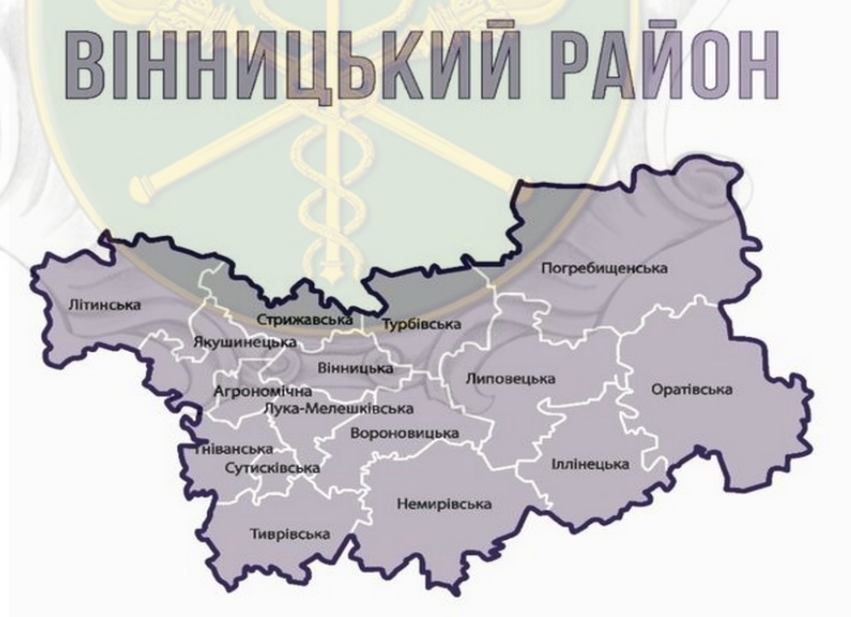 ВІННИЦЬКИЙ РАЙОН
Погребищенська
Літинська
Стрижавська
Турбівська
Якушинецька
Вінницька
Липовецька
Агрономічна
Оратівська
Лука-Мелешківська
Вороновицька
Гніванська
Сутисківська
Іллінецька
Немирівська
Тиврівська